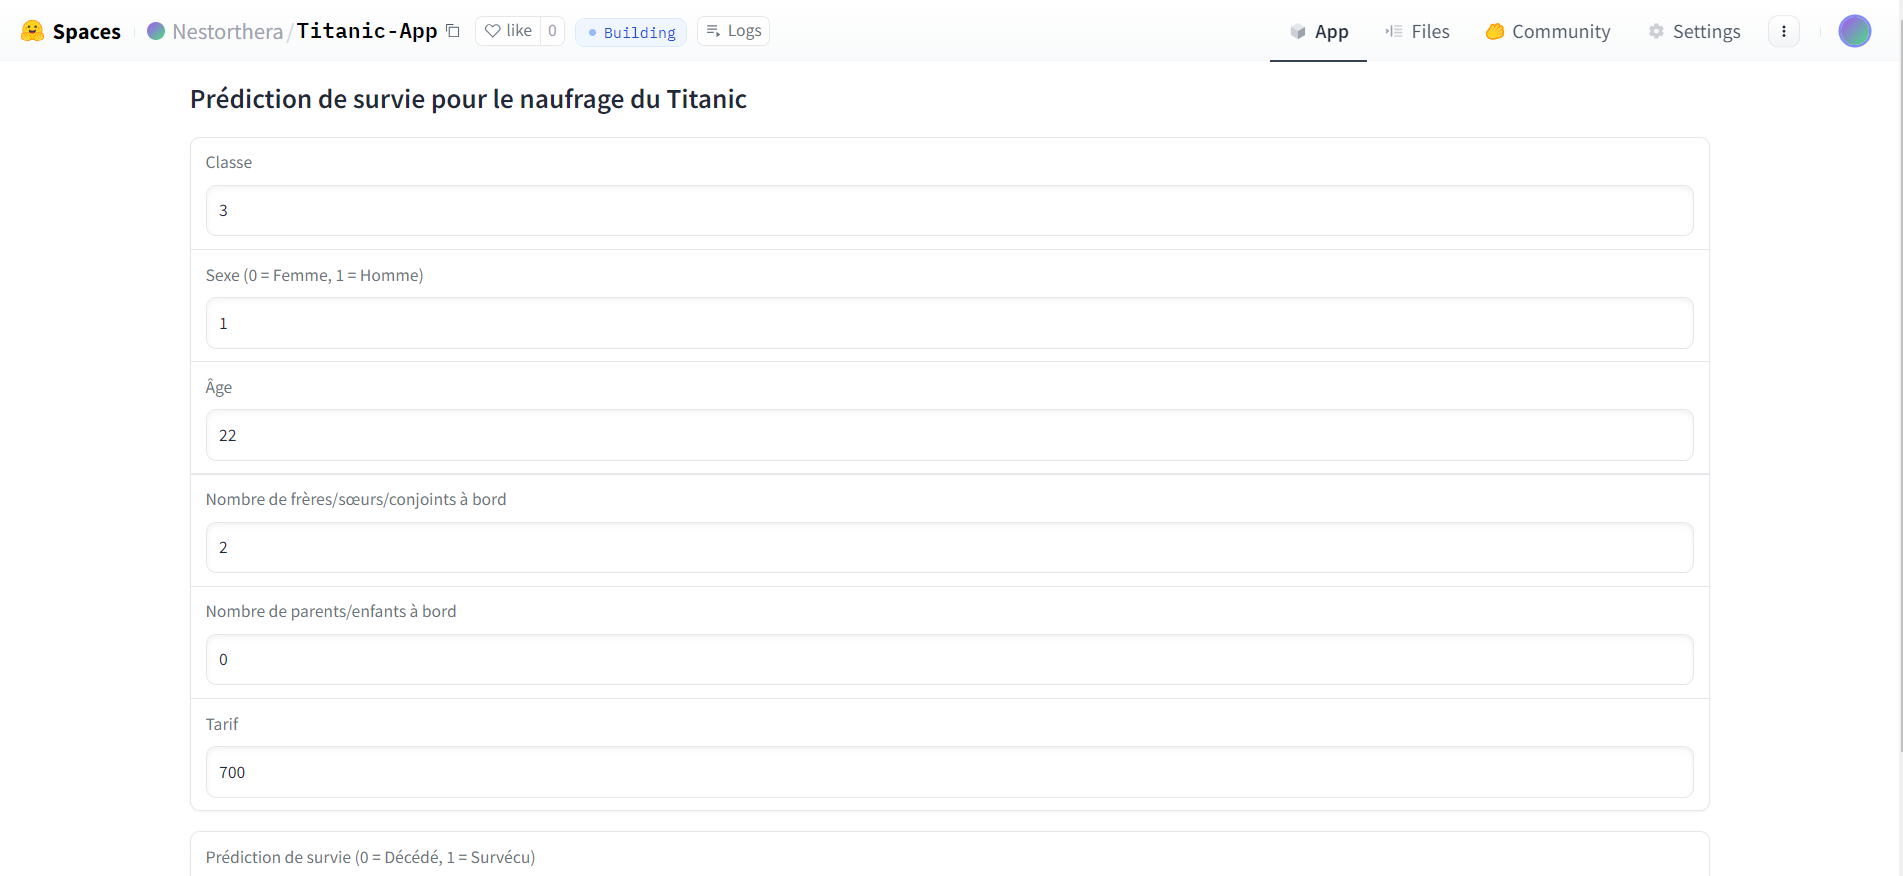 Spaces Nestorthera/Titanic-App like 0 Building Logs App Files Community Settings
Prédiction de survie pour le naufrage du Titanic
Classe
3
Sexe (0 = Femme, 1 = Homme)
1
Âge
22
Nombre de frères/sœurs/conjoints à bord
2
Nombre de parents/enfants à bord
0
Tarif
700
Prédiction de survie (0 = Décédé, 1 = Survécu)